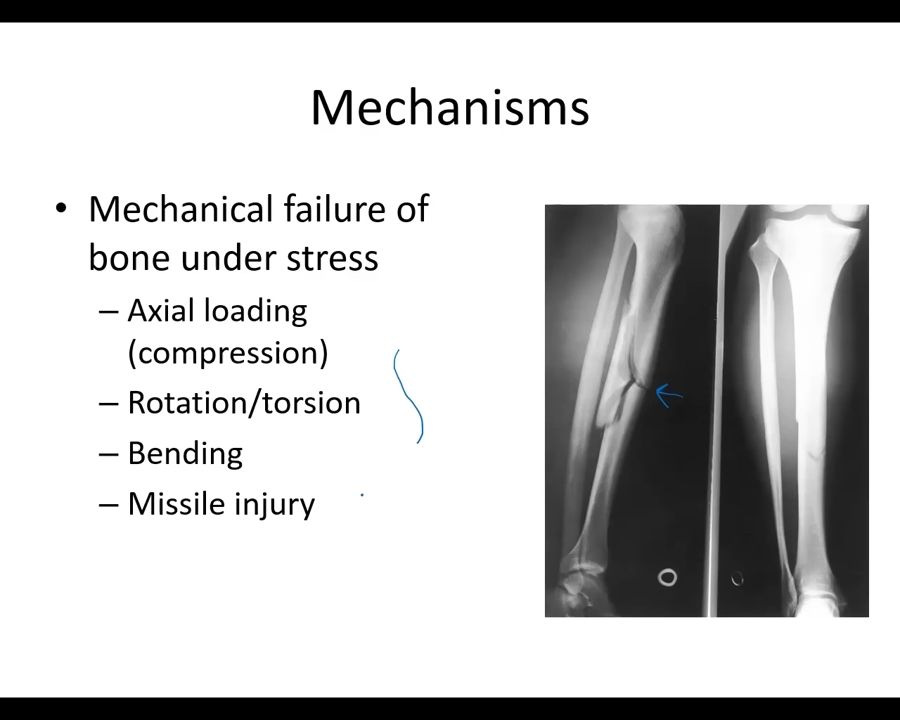 Mechanisms
• Mechanical failure of
bone under stress
– Axial loading
(compression)
– Rotation/torsion
– Bending
– Missile injury